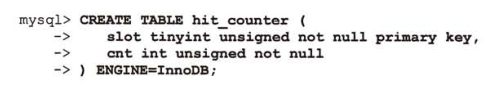 mysql> CREATE TABLE hit_counter (
    ->     slot tinyint unsigned not null primary key,
    ->     cnt int unsigned not null
    -> ) ENGINE=InnoDB;